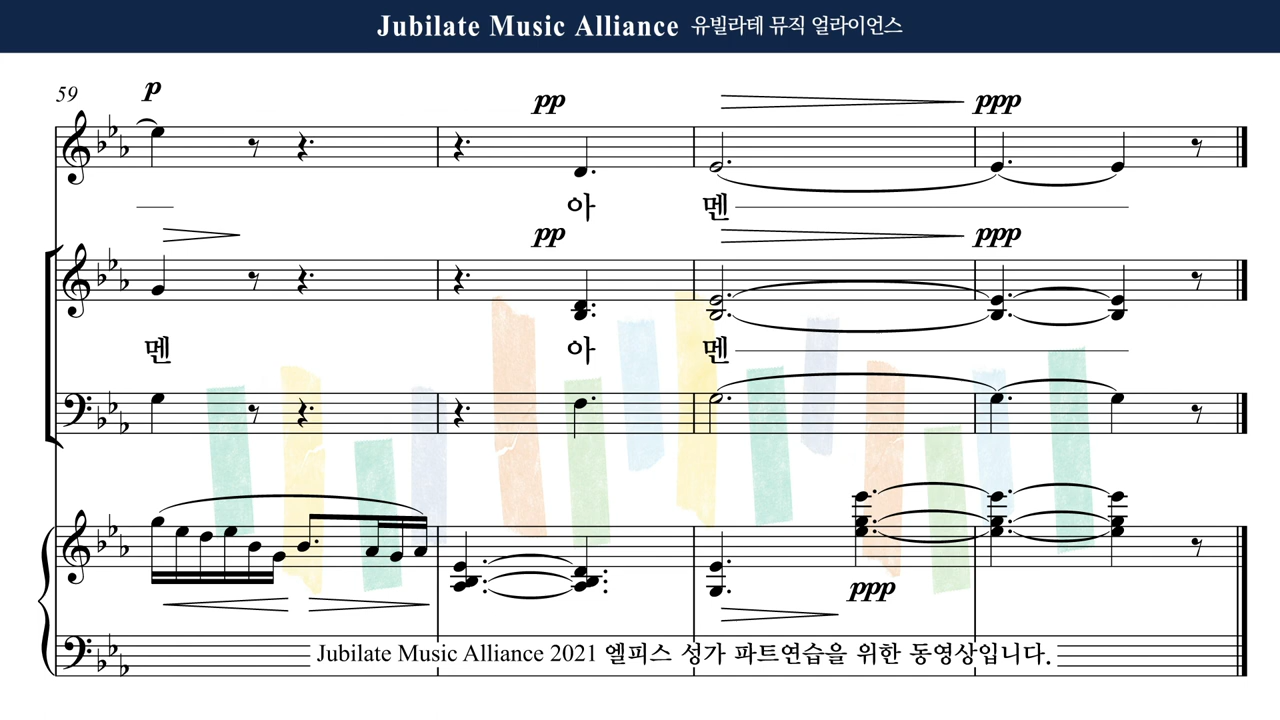 Jubilate Music Alliance 유빌라테 뮤직 얼라이언스
59
p
pp
ppp
아 멘
pp
ppp
멘 아 멘
ppp
Jubilate Music Alliance 2021 엘피스 성가 파트연습을 위한 동영상입니다.